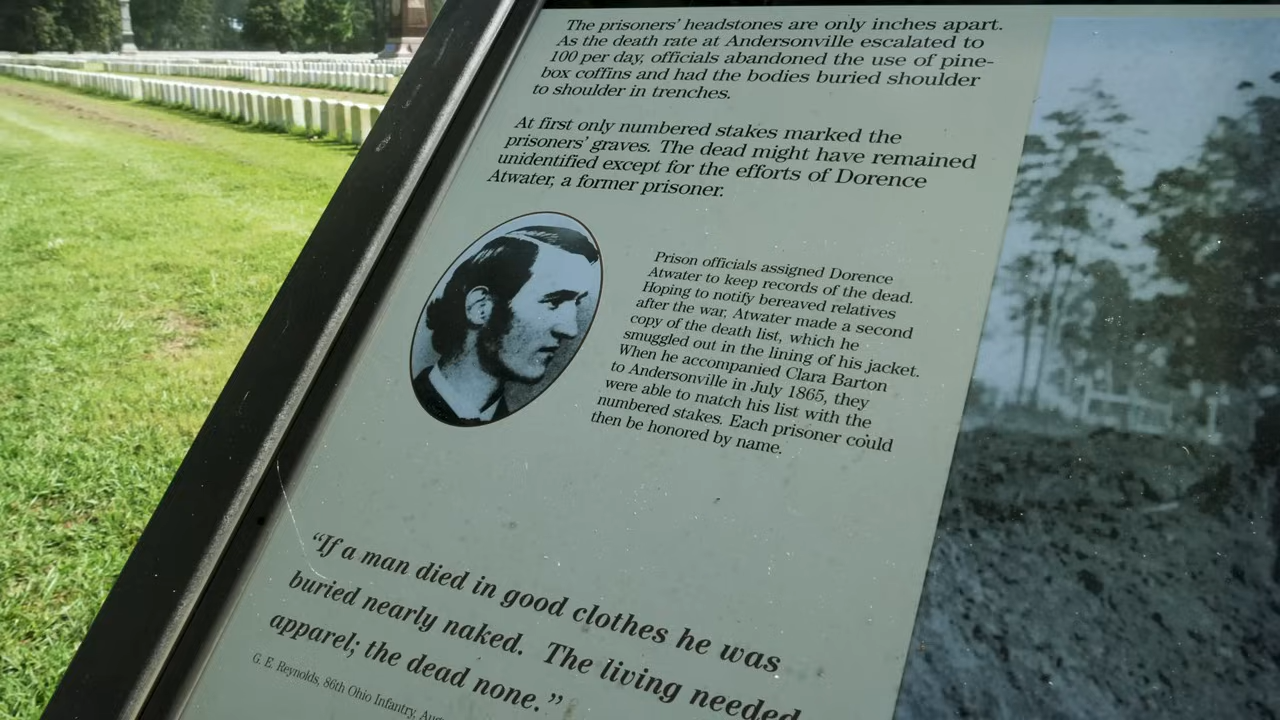 The prisoners' headstones are only inches apart.
As the death rate at Andersonville escalated to
100 per day, officials abandoned the use of pine-
box coffins and had the bodies buried shoulder
to shoulder in trenches.
At first only numbered stakes marked the
prisoners' graves. The dead might have remained
unidentified except for the efforts of Dorence
Atwater, a former prisoner.
Prison officials assigned Dorence
Atwater to keep records of the dead.
Hoping to notify bereaved relatives
after the war, Atwater made a second
copy of the death list, which he
smuggled out in the lining of his jacket.
When he accompanied Clara Barton
to Andersonville in July 1865, they
were able to match his list with the
numbered stakes. Each prisoner could
then be honored by name.
"If a man died in good clothes he was
buried nearly naked. The living needed
apparel; the dead none."
G. E. Reynolds, 86th Ohio Infantry,